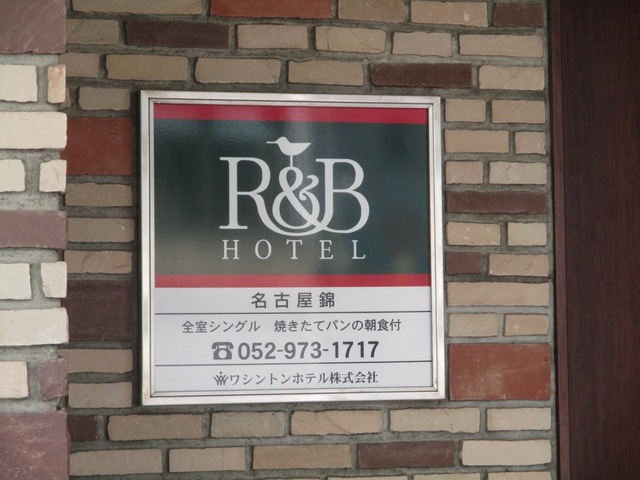 R&B
HOTEL
名古屋錦
全室シングル 焼きたてパンの朝食付
☎052-973-1717
ワシントンホテル株式会社